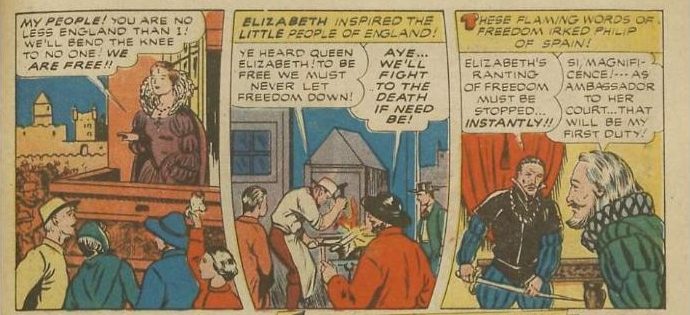 MY PEOPLE! YOU ARE NO
LESS ENGLAND THAN I!
WE'LL BEND THE KNEE
TO NO ONE! WE
ARE FREE!!
ELIZABETH INSPIRED THE
LITTLE PEOPLE OF ENGLAND!
YE HEARD QUEEN
ELIZABETH! TO BE
FREE WE MUST
NEVER LET
FREEDOM DOWN!
AYE...
WE'LL
FIGHT
TO THE
DEATH
IF NEED
BE!
THESE FLAMING WORDS OF
FREEDOM IRKED PHILIP
OF SPAIN!
ELIZABETH'S
RANTING
OF FREEDOM
MUST BE
STOPPED...
INSTANTLY!!
SI, MAGNIFI-
CENCE!--- AS
AMBASSADOR
TO HER
COURT...THAT
WILL BE MY
FIRST DUTY!